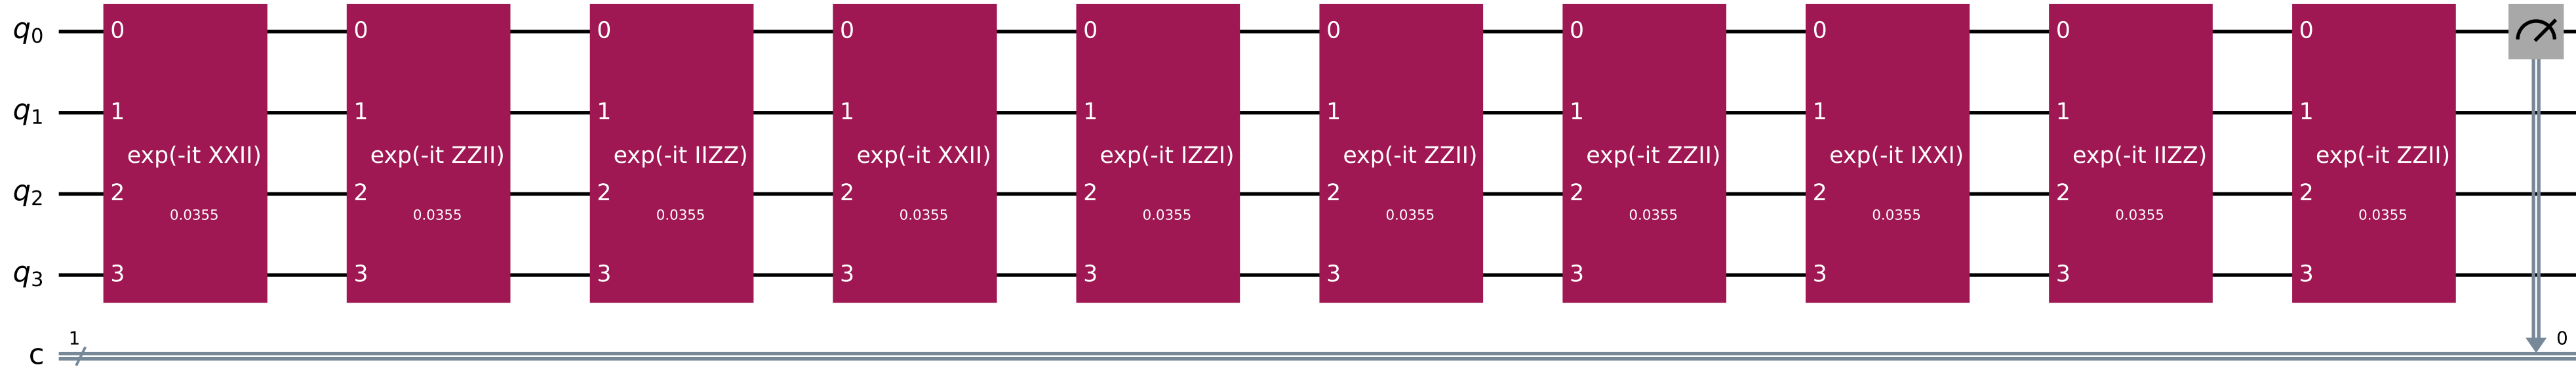 q0 0 0 0 0 0 0 0 0 0 0
q1 1 1 1 1 1 1 1 1 1 1
exp(-it XXII) exp(-it ZZII) exp(-it IIZZ) exp(-it XXII) exp(-it IZZI) exp(-it ZZII) exp(-it ZZII) exp(-it IXXI) exp(-it IIZZ) exp(-it ZZII)
q2 2 2 2 2 2 2 2 2 2 2
0.0355 0.0355 0.0355 0.0355 0.0355 0.0355 0.0355 0.0355 0.0355 0.0355
q3 3 3 3 3 3 3 3 3 3 3
1 0
c